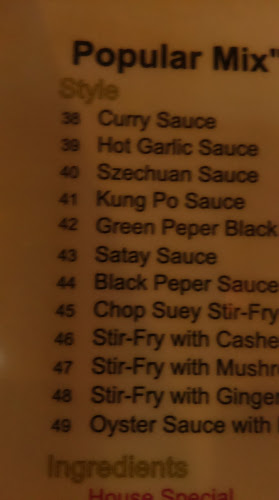 Popular Mix"
Style
38 Curry Sauce
39 Hot Garlic Sauce
40 Szechuan Sauce
41 Kung Po Sauce
42 Green Peper Black
43 Satay Sauce
44 Black Peper Sauce
45 Chop Suey Stir-Fry
46 Stir-Fry with Cashe
47 Stir-Fry with Mushr
48 Stir-Fry with Ginger
49 Oyster Sauce with
Ingredients
House Special